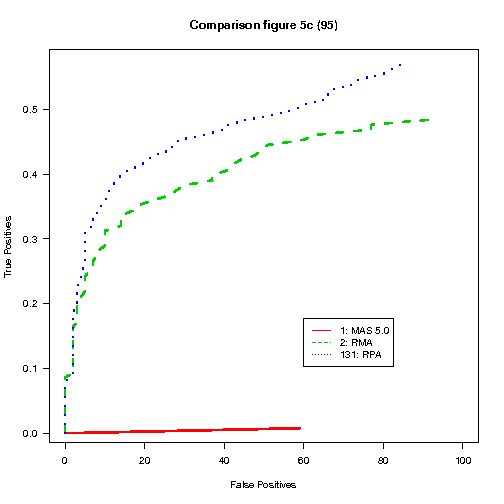 Comparison figure 5c (95)
True Positives
0.5
0.4
0.3
0.2
0.1
0.0
1: MAS 5.0
2: RMA
131: RPA
0 20 40 60 80 100
False Positives